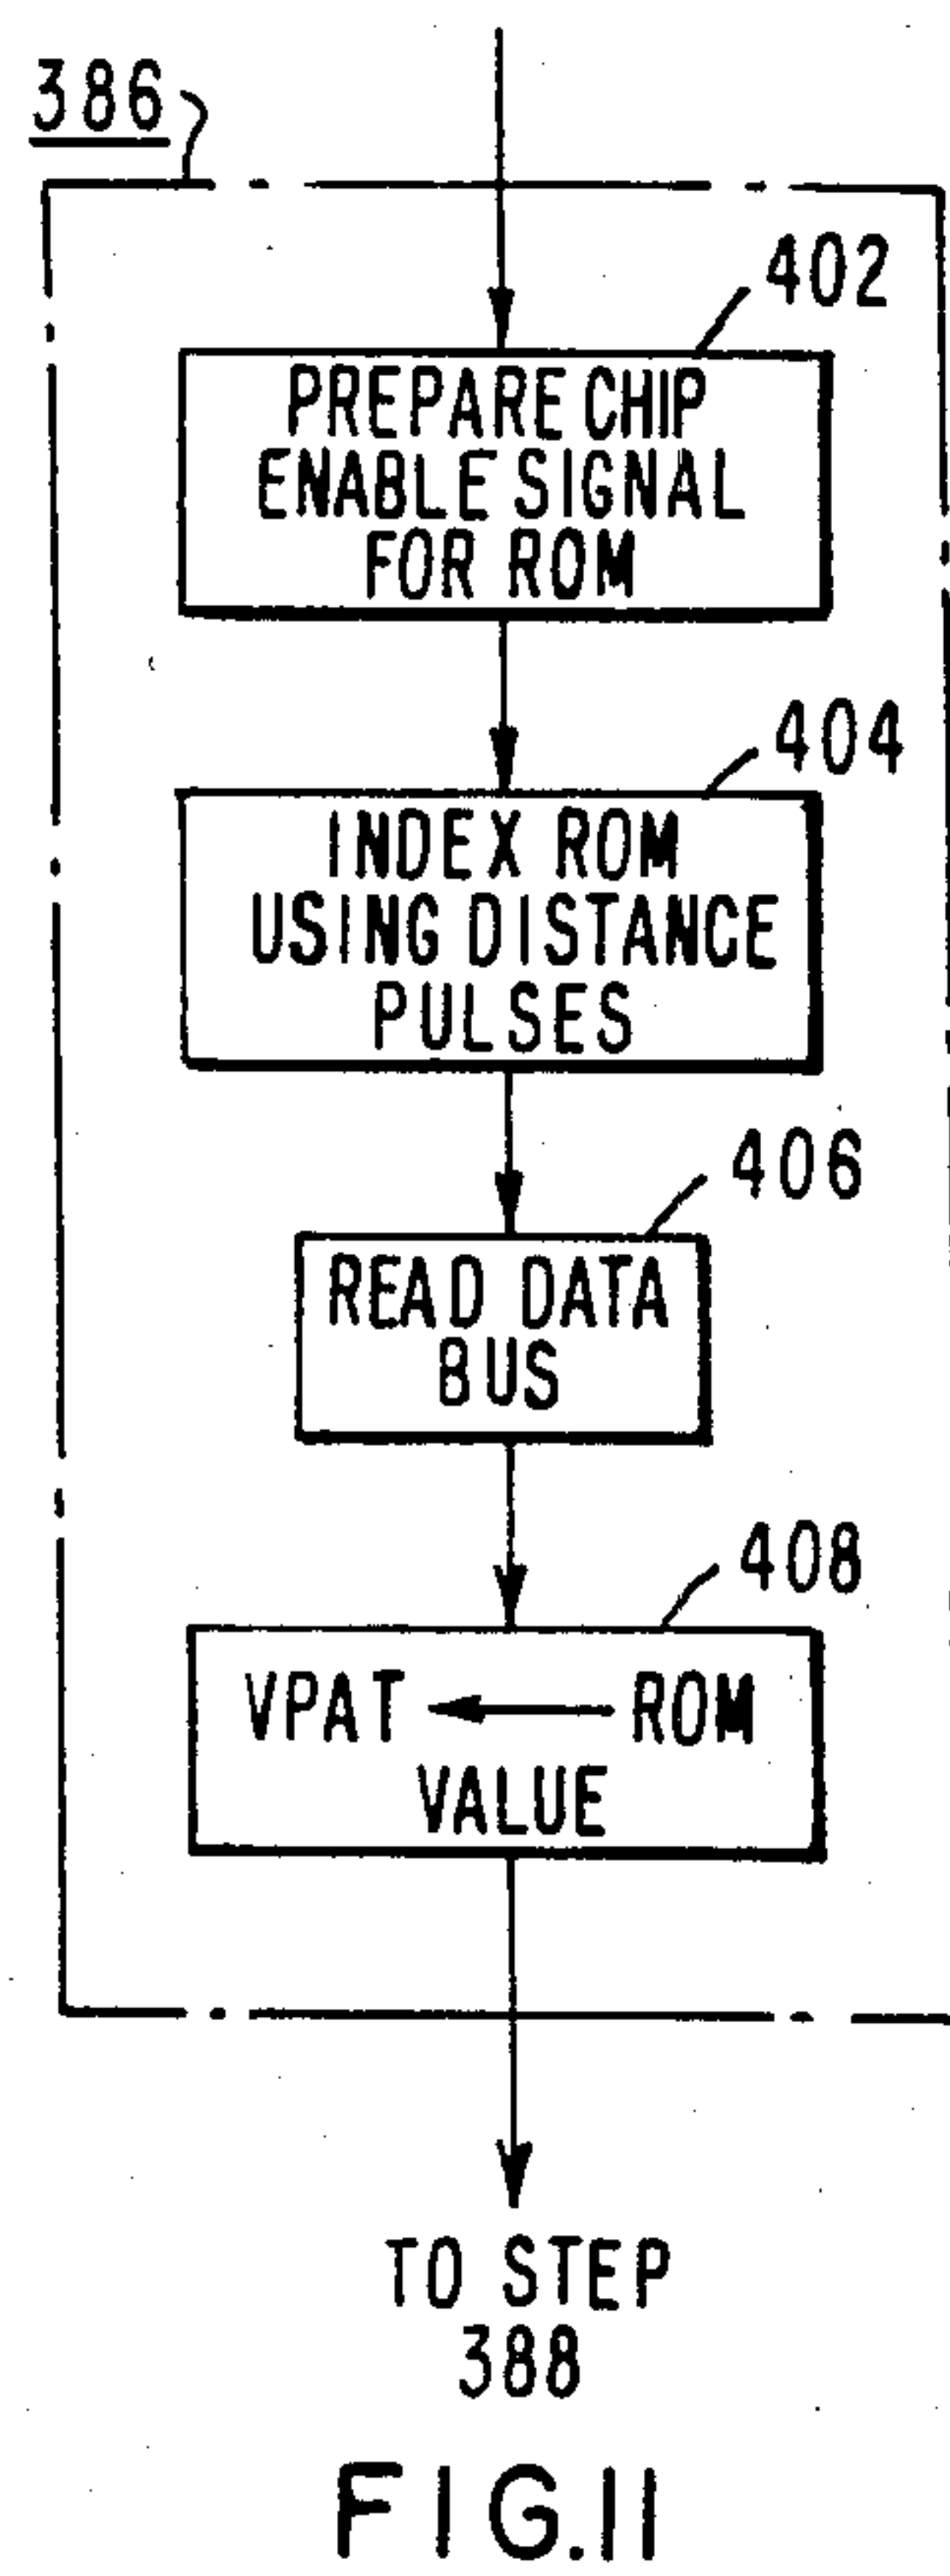 386
402
PREPARE CHIP
ENABLE SIGNAL
FOR ROM
404
INDEX ROM
USING DISTANCE
PULSES
406
READ DATA
BUS
408
VPAT ← ROM
VALUE
TO STEP
388
FIG.11